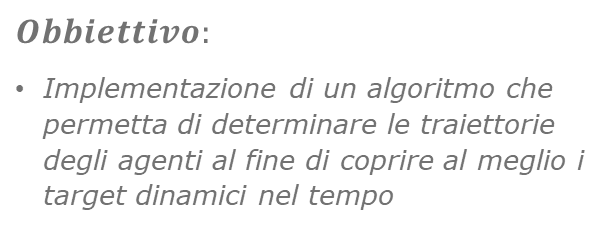 Obbiettivo:
• Implementazione di un algoritmo che
permetta di determinare le traiettorie
degli agenti al fine di coprire al meglio i
target dinamici nel tempo